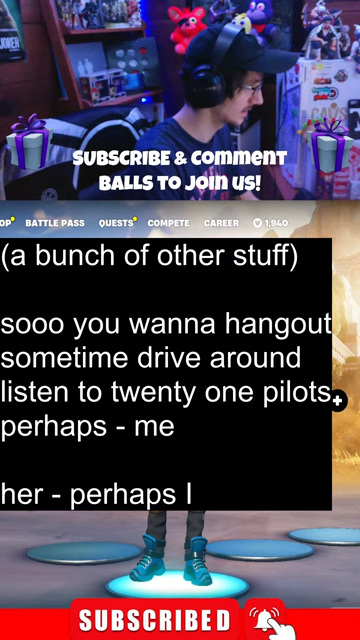 SUBSCRIBE & Comment
BALLS TO JOIN US!
OP BATTLE PASS QUESTS COMPETE CAREER 1,940
(a bunch of other stuff)
sooo you wanna hangout
sometime drive around
listen to twenty one pilots
perhaps - me
her - perhaps I
SUBSCRIBED